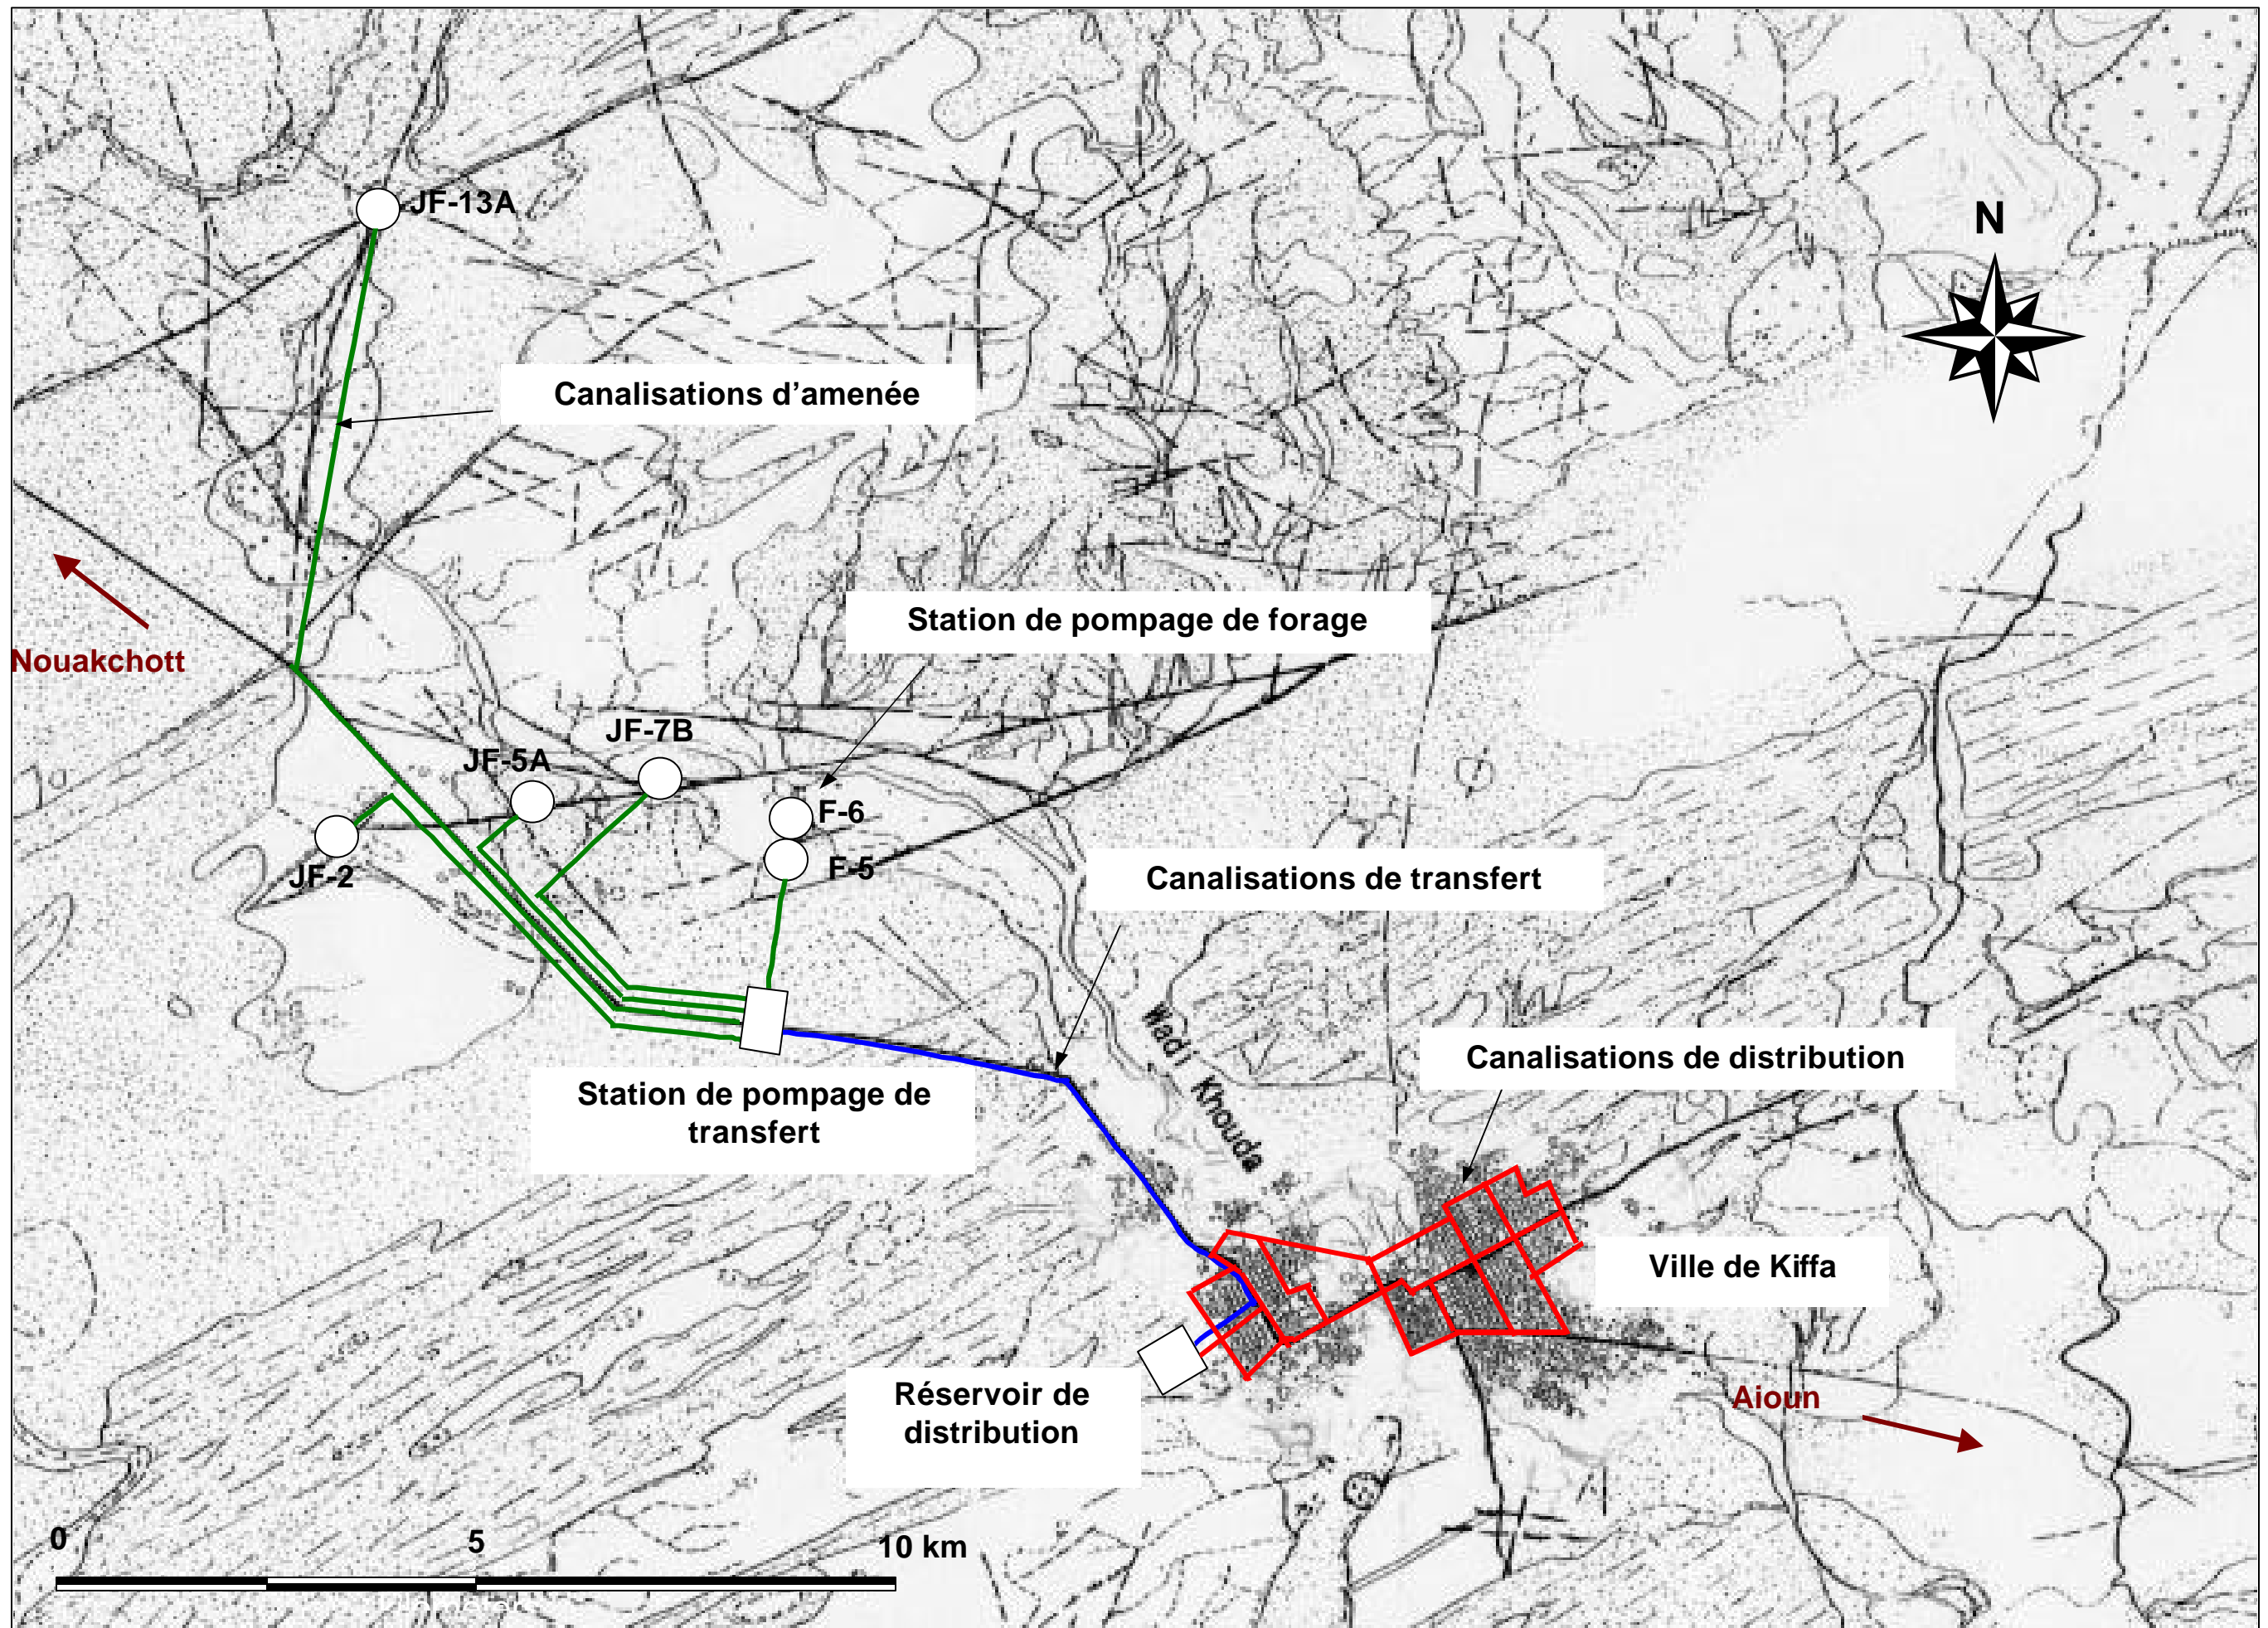 JF-13A
N
Canalisations d’amenée
Station de pompage de forage
Nouakchott
JF-7B
JF-5A
F-6
F-5
JF-2
Canalisations de transfert
Wadi Khouda
Canalisations de distribution
Station de pompage de
transfert
Ville de Kiffa
Réservoir de
distribution
Aioun
0
5
10 km